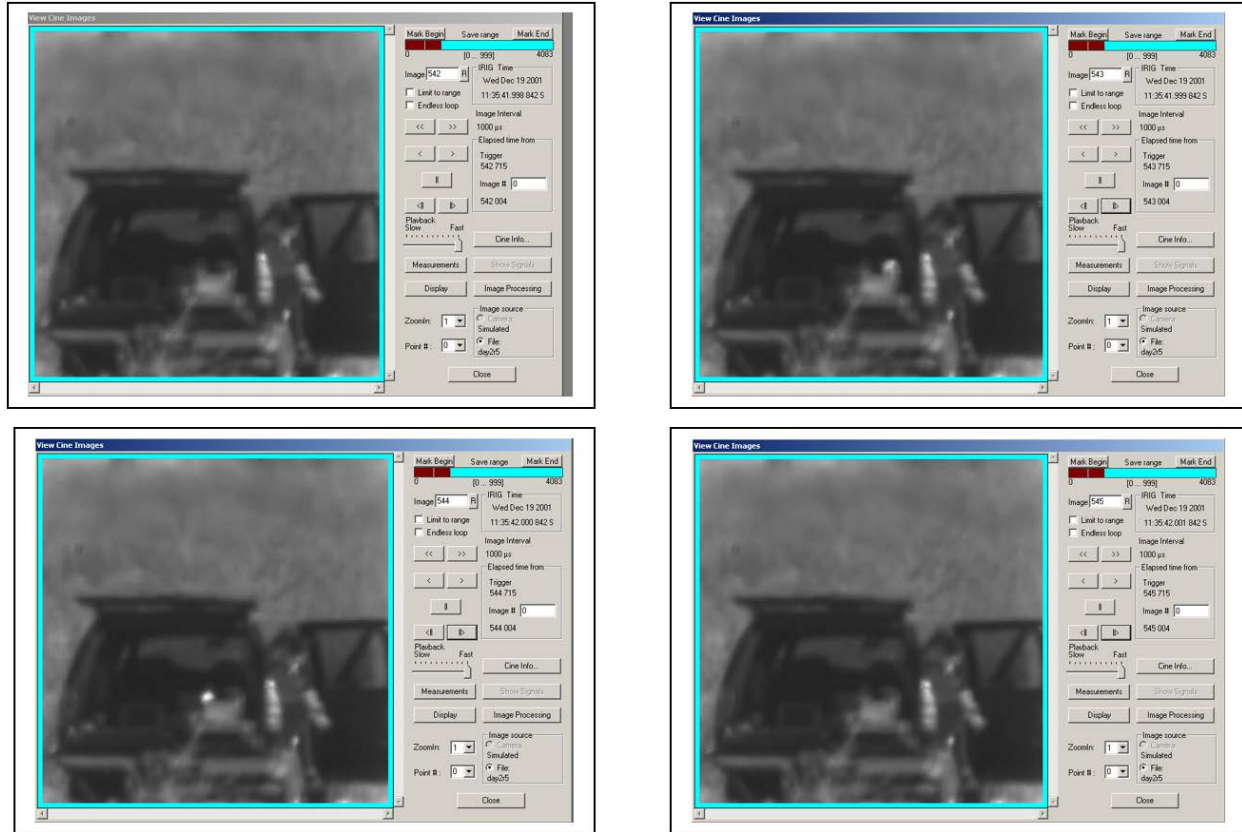 View Cine Images
Mark Begin Save range Mark End
0 [0 ... 999] 4083
Image 542 R
IRIG Time
Wed Dec 19 2001
11:35:41.998 842 S
Limit to range
Endless loop
Image Interval
<< >> 1000 µs
Elapsed time from
< > Trigger
542 715
|| Image # 0
<|| ||> 542 004
Playback
Slow Fast
Cine Info...
Measurements Show Signals
Display Image Processing
Image source
ZoomIn: 1 Camera
Simulated
Point #: 0 File:
day2r5
Close
View Cine Images
Mark Begin Save range Mark End
0 [0 ... 999] 4083
Image 543 R
IRIG Time
Wed Dec 19 2001
11:35:41.999 842 S
Limit to range
Endless loop
Image Interval
<< >> 1000 µs
Elapsed time from
< > Trigger
543 715
|| Image # 0
<|| ||> 543 004
Playback
Slow Fast
Cine Info...
Measurements Show Signals
Display Image Processing
Image source
ZoomIn: 1 Camera
Simulated
Point #: 0 File:
day2r5
Close
View Cine Images
Mark Begin Save range Mark End
0 [0 ... 999] 4083
Image 544 R
IRIG Time
Wed Dec 19 2001
11:35:42.000 842 S
Limit to range
Endless loop
Image Interval
<< >> 1000 µs
Elapsed time from
< > Trigger
544 715
|| Image # 0
<|| ||> 544 004
Playback
Slow Fast
Cine Info...
Measurements Show Signals
Display Image Processing
Image source
ZoomIn: 1 Camera
Simulated
Point #: 0 File:
day2r5
Close
View Cine Images
Mark Begin Save range Mark End
0 [0 ... 999] 4083
Image 545 R
IRIG Time
Wed Dec 19 2001
11:35:42.001 842 S
Limit to range
Endless loop
Image Interval
<< >> 1000 µs
Elapsed time from
< > Trigger
545 715
|| Image # 0
<|| ||> 545 004
Playback
Slow Fast
Cine Info...
Measurements Show Signals
Display Image Processing
Image source
ZoomIn: 1 Camera
Simulated
Point #: 0 File:
day2r5
Close